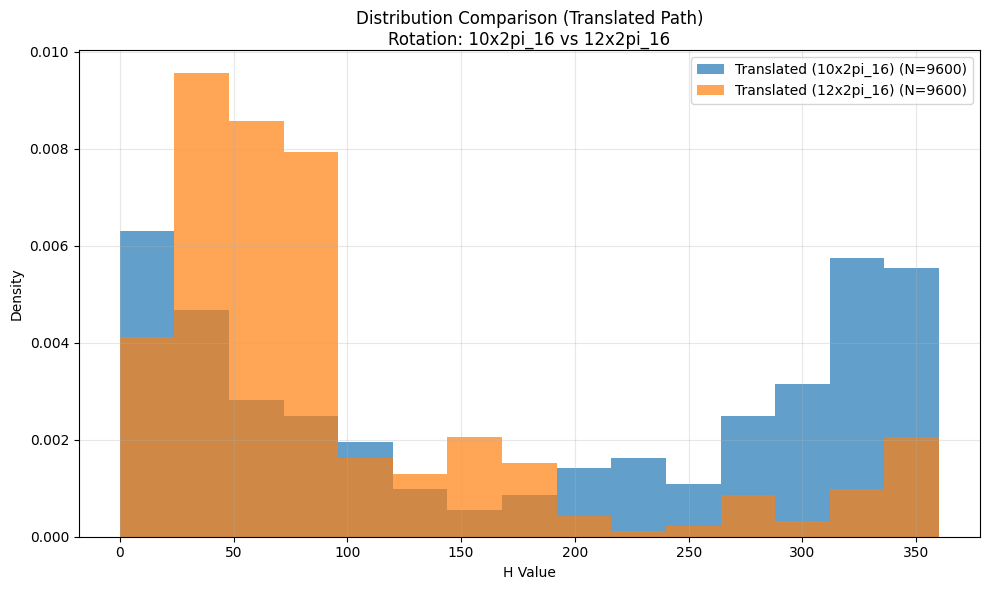 Distribution Comparison (Translated Path)
Rotation: 10x2pi_16 vs 12x2pi_16
Translated (10x2pi_16) (N=9600)
Translated (12x2pi_16) (N=9600)
Density
0.010
0.008
0.006
0.004
0.002
0.000
0 50 100 150 200 250 300 350
H Value